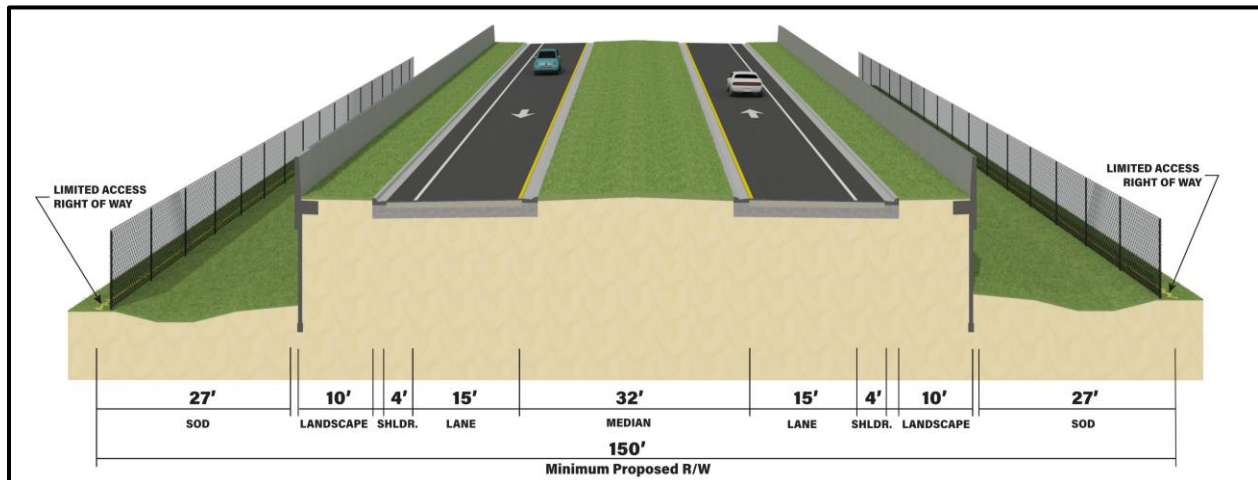 LIMITED ACCESS
RIGHT OF WAY
LIMITED ACCESS
RIGHT OF WAY
27' 10' 4' 15' 32' 15' 4' 10' 27'
SOD LANDSCAPE SHLDR. LANE MEDIAN LANE SHLDR. LANDSCAPE SOD
150'
Minimum Proposed R/W